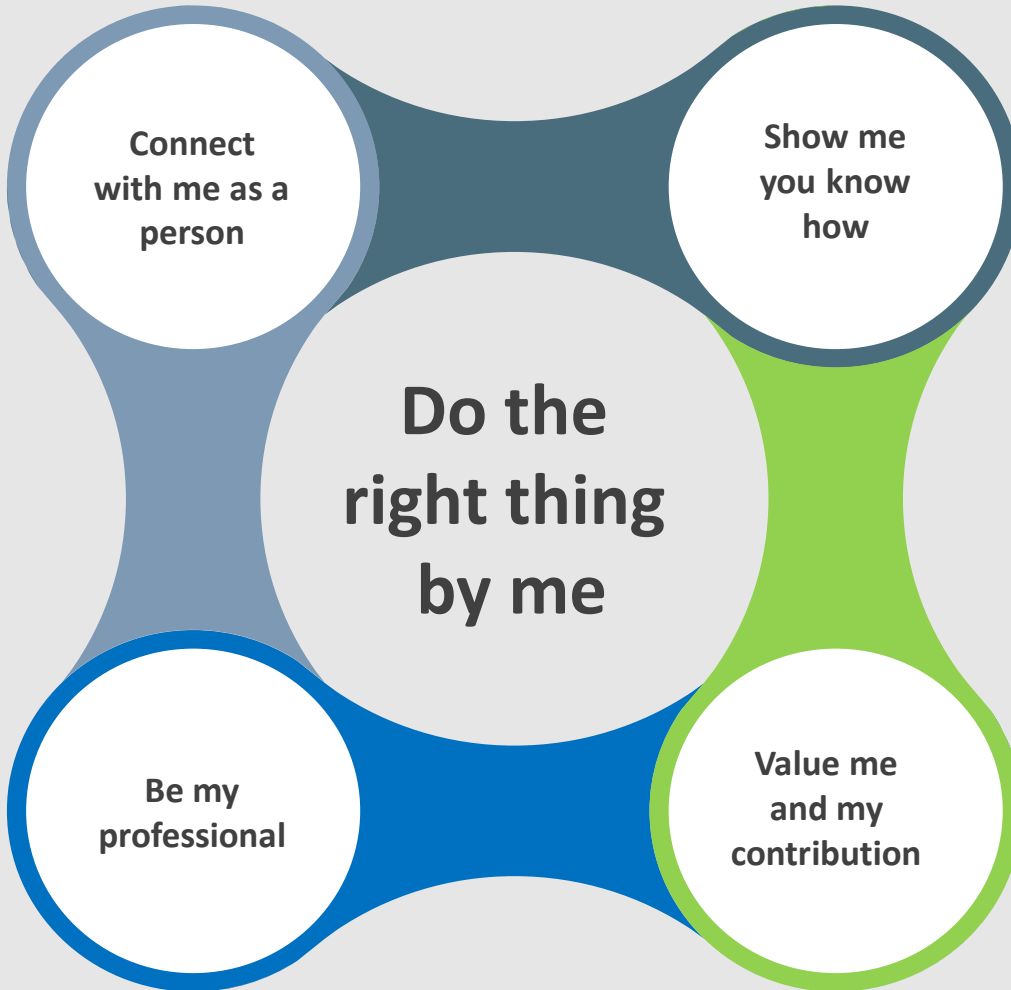 Connect
with me as a
person
Show me
you know
how
Do the
right thing
by me
Be my
professional
Value me
and my
contribution